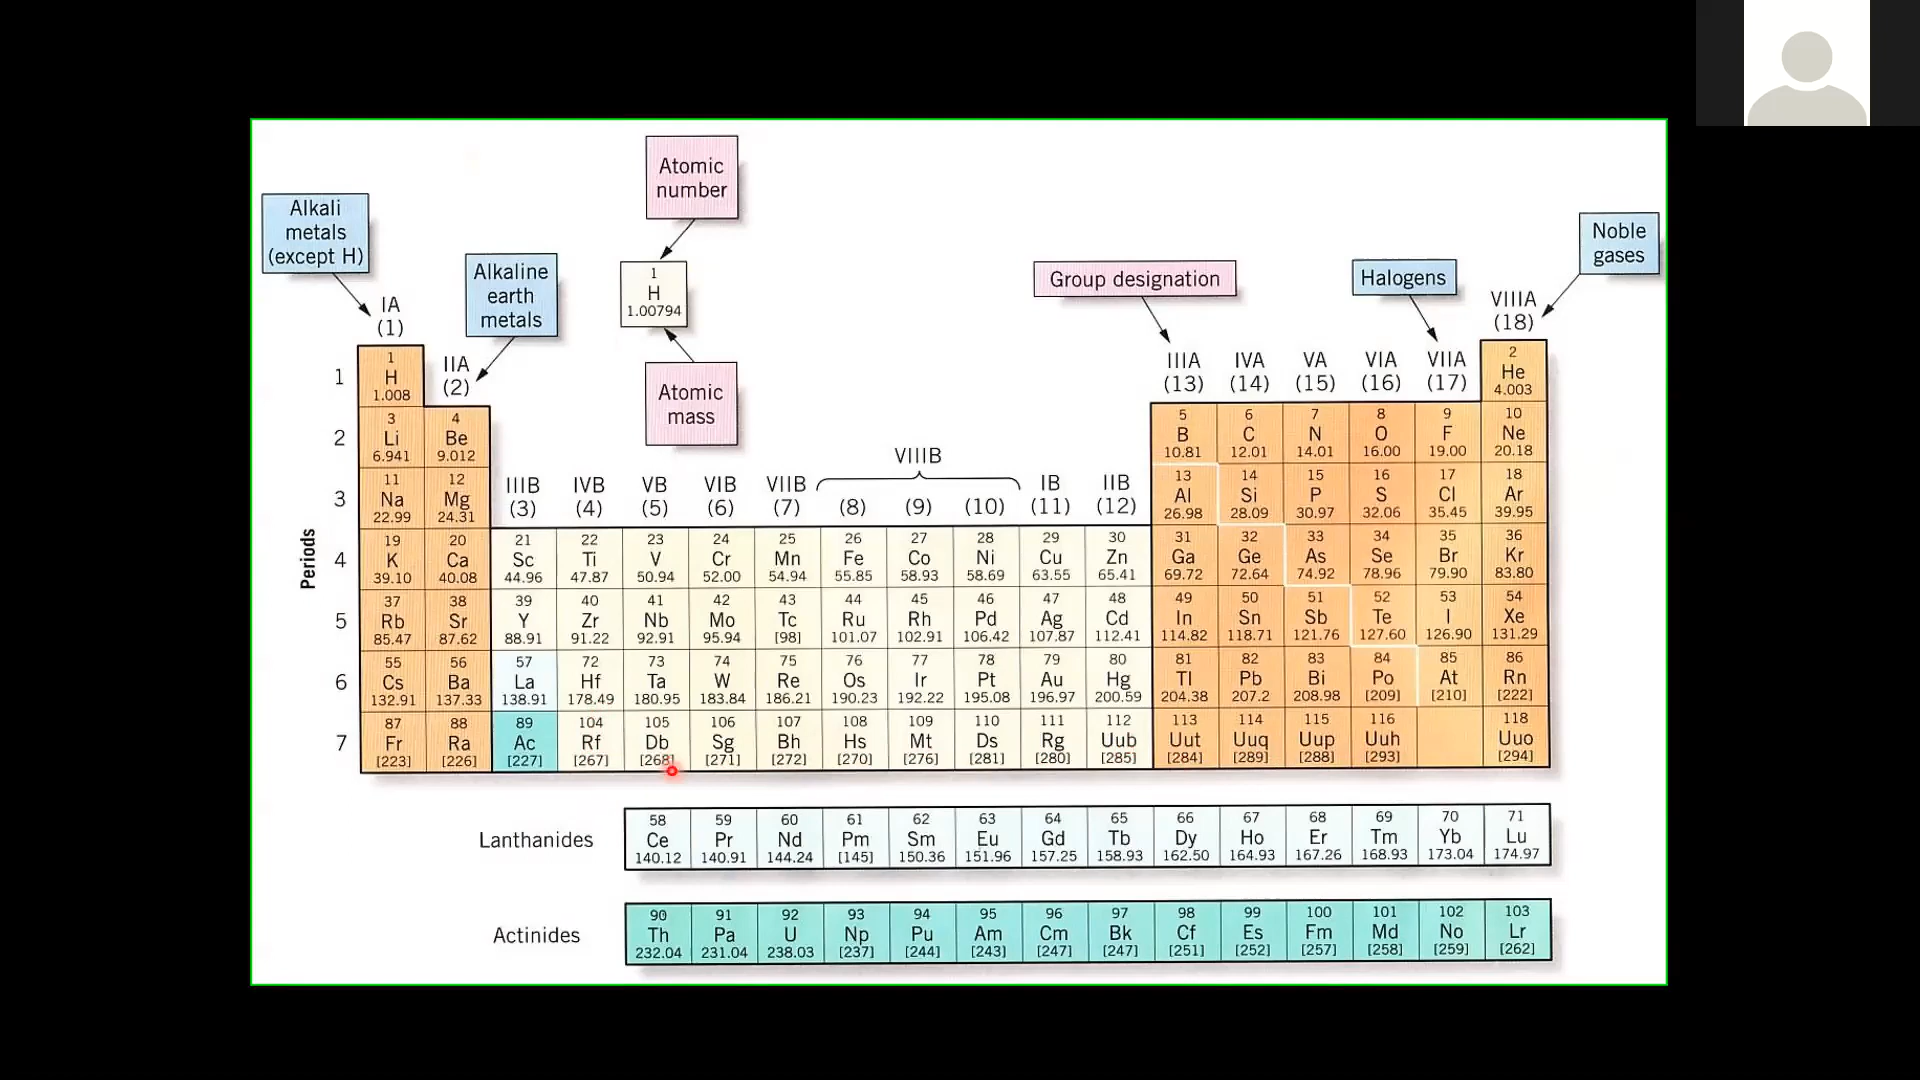 Atomic
number
Alkali
metals
(except H)
Noble
gases
Alkaline
earth
metals
1
H
1.00794
Group designation
Halogens
Atomic
mass
IA
(1)
IIA
(2)
IIIB
(3)
IVB
(4)
VB
(5)
VIB
(6)
VIIB
(7)
VIIIB
(8) (9) (10)
IB
(11)
IIB
(12)
IIIA
(13)
IVA
(14)
VA
(15)
VIA
(16)
VIIA
(17)
VIIIA
(18)
Periods
1
1 2
H He
1.008 4.003
2
3 4 5 6 7 8 9 10
Li Be B C N O F Ne
6.941 9.012 10.81 12.01 14.01 16.00 19.00 20.18
3
11 12 13 14 15 16 17 18
Na Mg Al Si P S Cl Ar
22.99 24.31 26.98 28.09 30.97 32.06 35.45 39.95
4
19 20 21 22 23 24 25 26 27 28 29 30 31 32 33 34 35 36
K Ca Sc Ti V Cr Mn Fe Co Ni Cu Zn Ga Ge As Se Br Kr
39.10 40.08 44.96 47.87 50.94 52.00 54.94 55.85 58.93 58.69 63.55 65.41 69.72 72.64 74.92 78.96 79.90 83.80
5
37 38 39 40 41 42 43 44 45 46 47 48 49 50 51 52 53 54
Rb Sr Y Zr Nb Mo Tc Ru Rh Pd Ag Cd In Sn Sb Te I Xe
85.47 87.62 88.91 91.22 92.91 95.94 [98] 101.07 102.91 106.42 107.87 112.41 114.82 118.71 121.76 127.60 126.90 131.29
6
55 56 57 72 73 74 75 76 77 78 79 80 81 82 83 84 85 86
Cs Ba La Hf Ta W Re Os Ir Pt Au Hg Tl Pb Bi Po At Rn
132.91 137.33 138.91 178.49 180.95 183.84 186.21 190.23 192.22 195.08 196.97 200.59 204.38 207.2 208.98 [209] [210] [222]
7
87 88 89 104 105 106 107 108 109 110 111 112 113 114 115 116 118
Fr Ra Ac Rf Db Sg Bh Hs Mt Ds Rg Uub Uut Uuq Uup Uuh Uuo
[223] [226] [227] [267] [268] [271] [272] [270] [276] [281] [280] [285] [284] [289] [288] [293] [294]
Lanthanides
58 59 60 61 62 63 64 65 66 67 68 69 70 71
Ce Pr Nd Pm Sm Eu Gd Tb Dy Ho Er Tm Yb Lu
140.12 140.91 144.24 [145] 150.36 151.96 157.25 158.93 162.50 164.93 167.26 168.93 173.04 174.97
Actinides
90 91 92 93 94 95 96 97 98 99 100 101 102 103
Th Pa U Np Pu Am Cm Bk Cf Es Fm Md No Lr
232.04 231.04 238.03 [237] [244] [243] [247] [247] [251] [252] [257] [258] [259] [262]